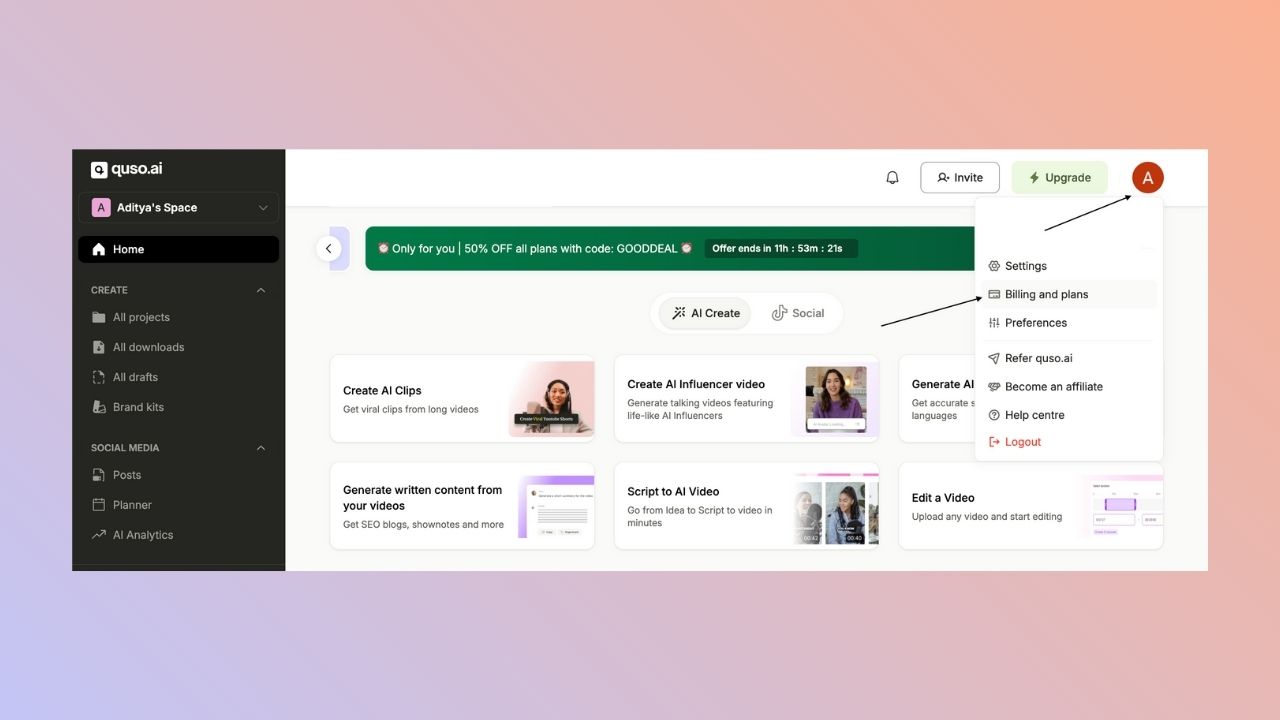 quso.ai
A Aditya's Space
Home
CREATE
All projects
All downloads
All drafts
Brand kits
SOCIAL MEDIA
Posts
Planner
AI Analytics
Invite
Upgrade
A
⏰ Only for you | 50% OFF all plans with code: GOODDEAL ⏰
Offer ends in 11h : 53m : 21s
AI Create
Social
Create AI Clips
Get viral clips from long videos
Create Viral Youtube Shorts
Create AI Influencer video
Generate talking videos featuring
life-like AI Influencers
Generate AI
Get accurate s
languages
Generate written content from
your videos
Get SEO blogs, shownotes and more
Script to AI Video
Go from Idea to Script to video in
minutes
00:42
00:40
Edit a Video
Upload any video and start editing
Settings
Billing and plans
Preferences
Refer quso.ai
Become an affiliate
Help centre
Logout